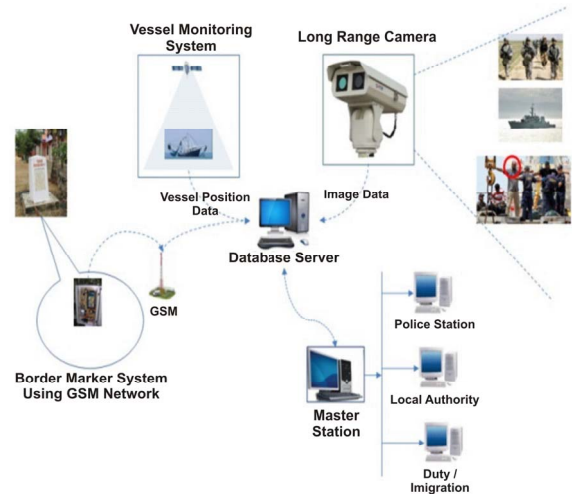 Vessel Monitoring
System
Long Range Camera
Vessel Position
Data
Image Data
Database Server
GSM
Border Marker System
Using GSM Network
Master
Station
Police Station
Local Authority
Duty /
Imigration